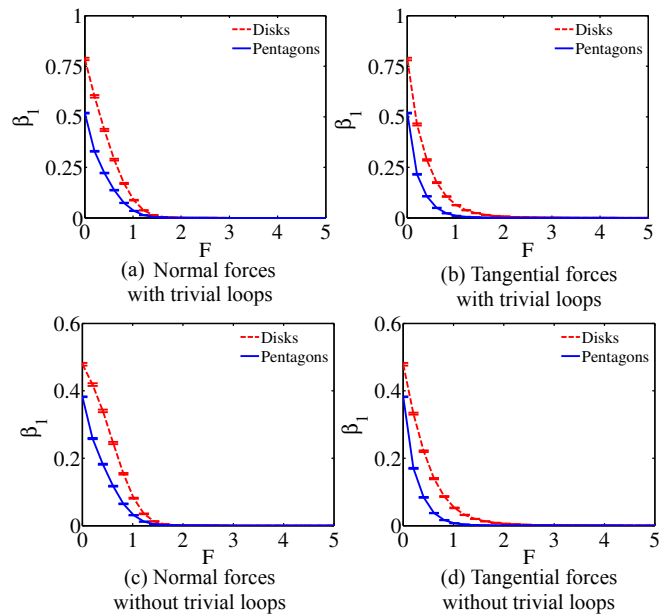 1
0.75
0.5
0.25
0
β1
0 1 2 3 4 5
F
Disks
Pentagons
(a) Normal forces
with trivial loops
1
0.75
0.5
0.25
0
β1
0 1 2 3 4 5
F
Disks
Pentagons
(b) Tangential forces
with trivial loops
0.6
0.4
0.2
0
β1
0 1 2 3 4 5
F
Disks
Pentagons
(c) Normal forces
without trivial loops
0.6
0.4
0.2
0
β1
0 1 2 3 4 5
F
Disks
Pentagons
(d) Tangential forces
without trivial loops